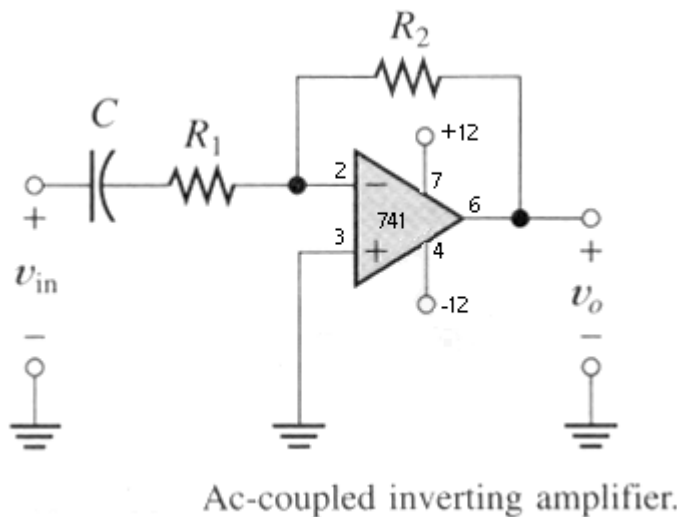 R2
C
R1
+12
2
−
7
6
741
3
+
4
-12
+
vin
−
+
vo
−
Ac-coupled inverting amplifier.